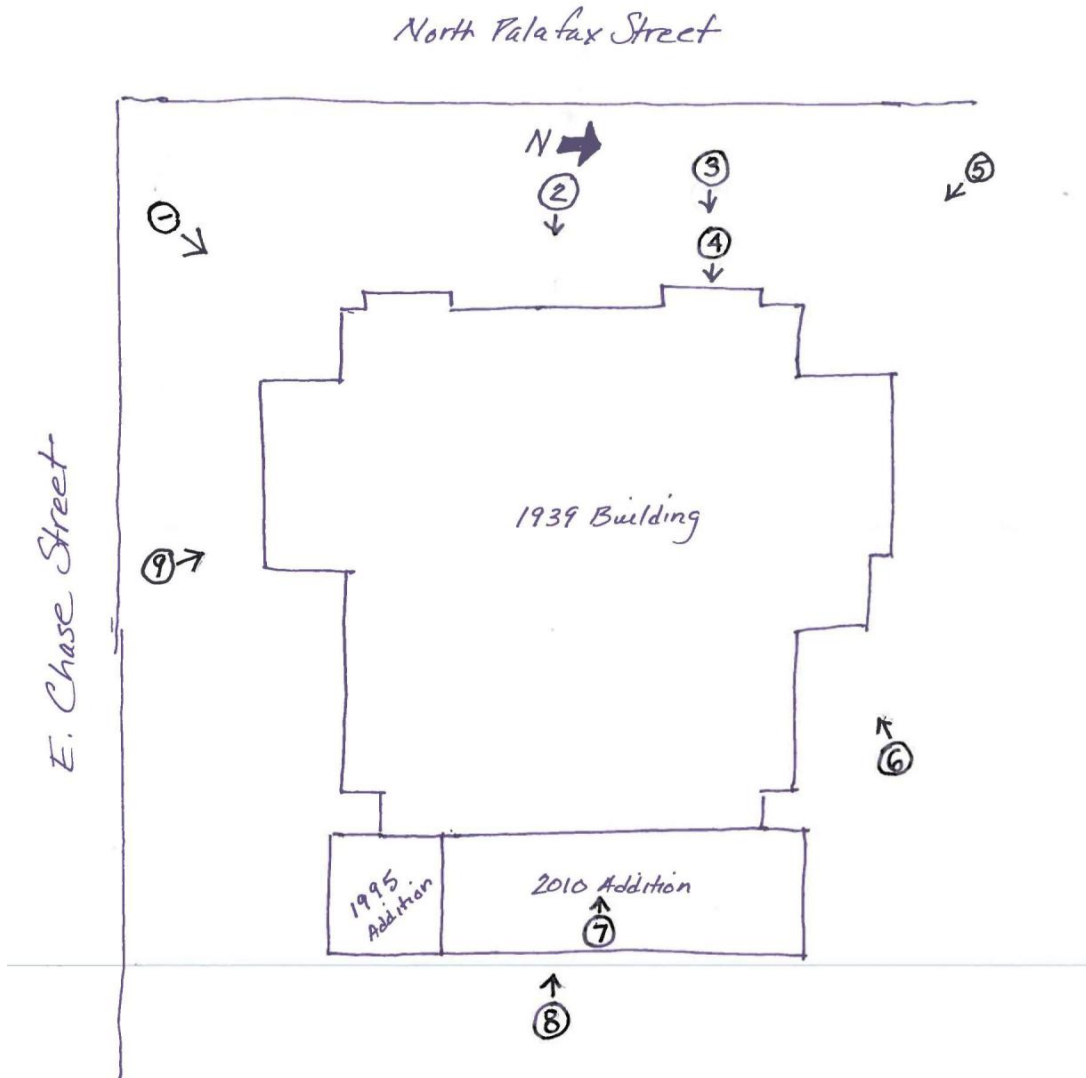 North Palafax Street
N
2
3
5
1
4
1939 Building
E. Chase Street
9
6
1995
Addition
2010 Addition
7
8